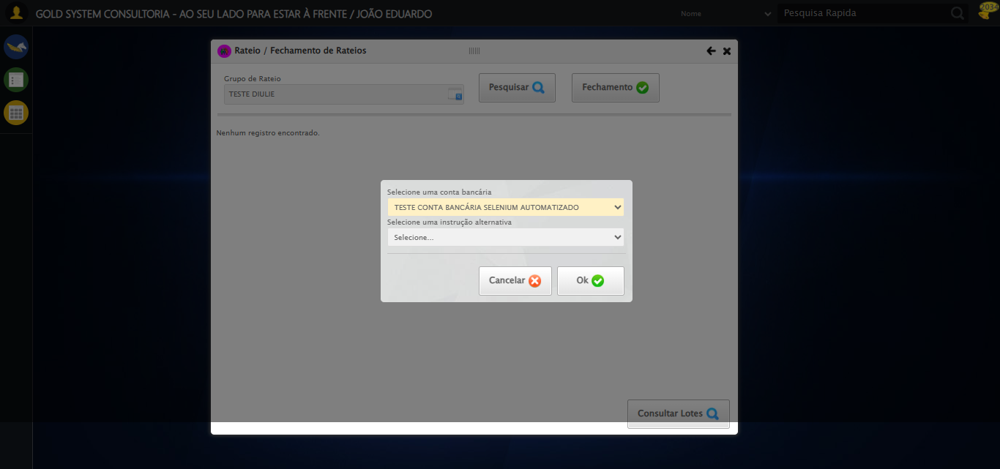 GOLD SYSTEM CONSULTORIA - AO SEU LADO PARA ESTAR À FRENTE / JOÃO EDUARDO
Nome
Pesquisa Rapida
2034
Rateio / Fechamento de Rateios
Grupo de Rateio
TESTE DIULIE
Pesquisar
Fechamento
Nenhum registro encontrado.
Selecione uma conta bancária
TESTE CONTA BANCÁRIA SELENIUM AUTOMATIZADO
Selecione uma instrução alternativa
Selecione...
Cancelar
Ok
Consultar Lotes